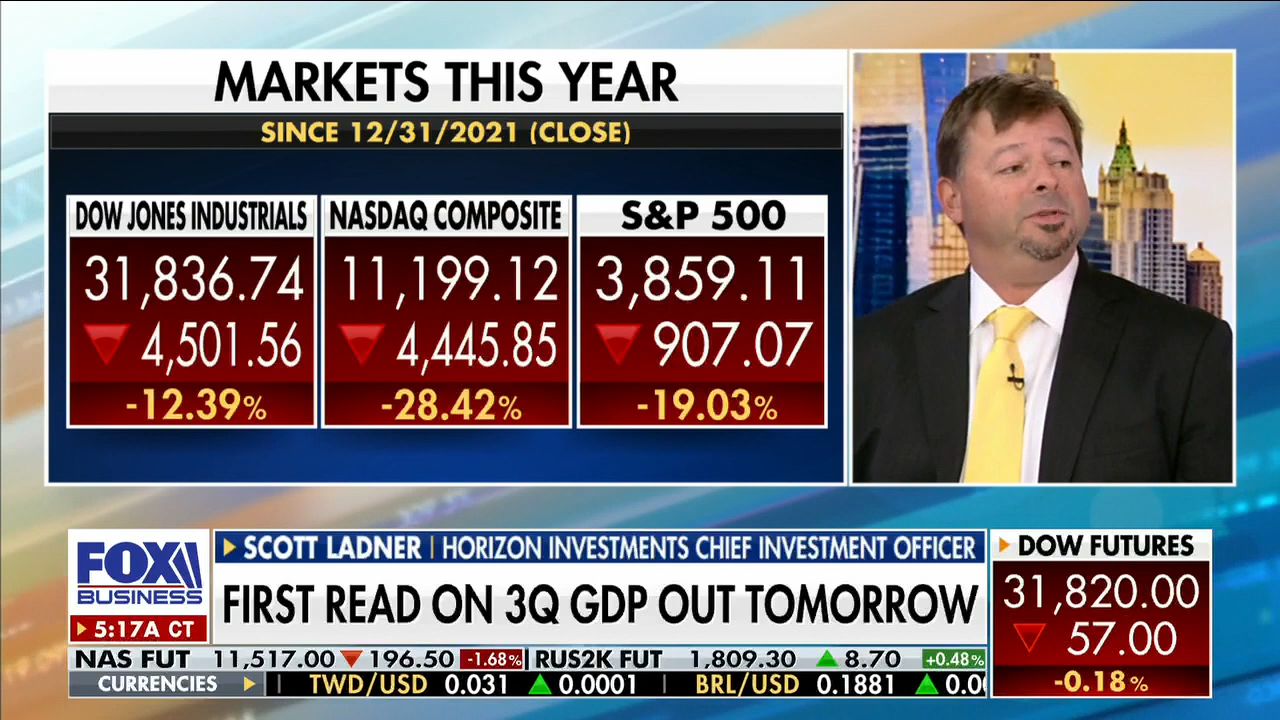 MARKETS THIS YEAR
SINCE 12/31/2021 (CLOSE)
DOW JONES INDUSTRIALS
31,836.74
4,501.56
-12.39%
NASDAQ COMPOSITE
11,199.12
4,445.85
-28.42%
S&P 500
3,859.11
907.07
-19.03%
FOX
BUSINESS
5:17A CT
SCOTT LADNER | HORIZON INVESTMENTS CHIEF INVESTMENT OFFICER
FIRST READ ON 3Q GDP OUT TOMORROW
DOW FUTURES
31,820.00
57.00
-0.18%
NAS FUT 11,517.00 196.50 -1.68% RUS2K FUT 1,809.30 8.70 +0.48%
CURRENCIES TWD/USD 0.031 0.0001 | BRL/USD 0.1881